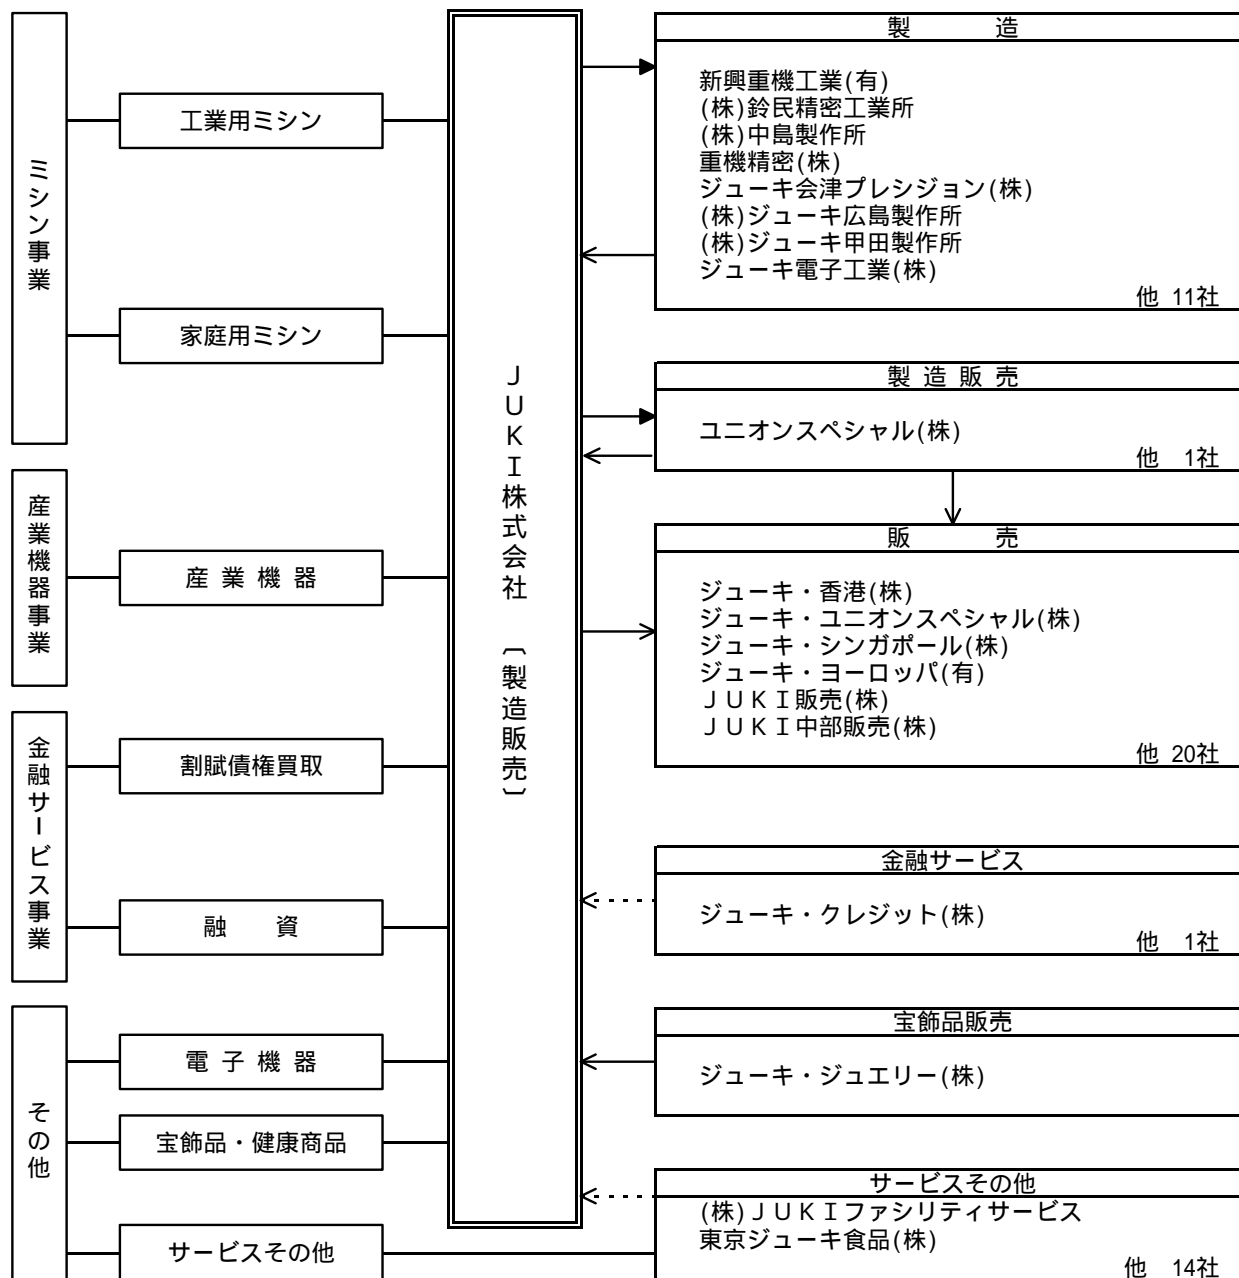 ミシン事業
工業用ミシン
家庭用ミシン
産業機器事業
産 業 機 器
金融サービス事業
割賦債権買取
融　　資
その他
電 子 機 器
宝飾品・健康商品
サービスその他
ＪＵＫＩ株式会社 〔製造販売〕
製　　　造
新興重機工業(有)
(株)鈴民精密工業所
(株)中島製作所
重機精密(株)
ジューキ会津プレシジョン(株)
(株)ジューキ広島製作所
(株)ジューキ甲田製作所
ジューキ電子工業(株)
他 11社
製 造 販 売
ユニオンスペシャル(株)
他　1社
販　　　売
ジューキ・香港(株)
ジューキ・ユニオンスペシャル(株)
ジューキ・シンガポール(株)
ジューキ・ヨーロッパ(有)
ＪＵＫＩ販売(株)
ＪＵＫＩ中部販売(株)
他 20社
金融サービス
ジューキ・クレジット(株)
他　1社
宝飾品販売
ジューキ・ジュエリー(株)
サービスその他
(株)ＪＵＫＩファシリティサービス
東京ジューキ食品(株)
他　14社